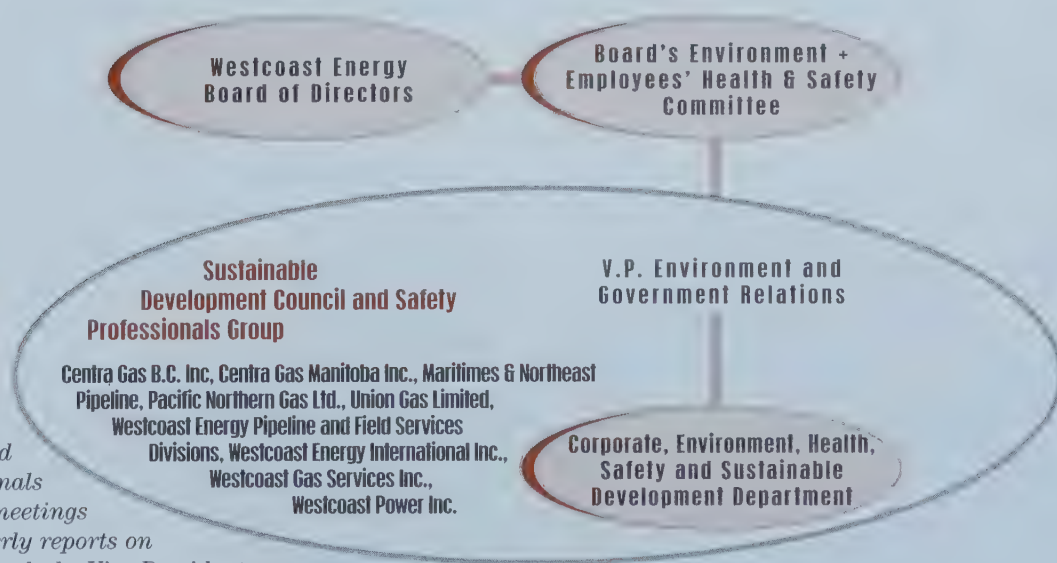 Westcoast Energy
Board of Directors
Board's Environment +
Employees' Health & Safety
Committee
Sustainable
Development Council and Safety
Professionals Group
Centra Gas B.C. Inc, Centra Gas Manitoba Inc., Maritimes & Northeast
Pipeline, Pacific Northern Gas Ltd., Union Gas Limited,
Westcoast Energy Pipeline and Field Services
Divisions, Westcoast Energy International Inc.,
Westcoast Gas Services Inc.,
Westcoast Power Inc.
V.P. Environment and
Government Relations
Corporate, Environment, Health,
Safety and Sustainable
Development Department
meetings
reports on